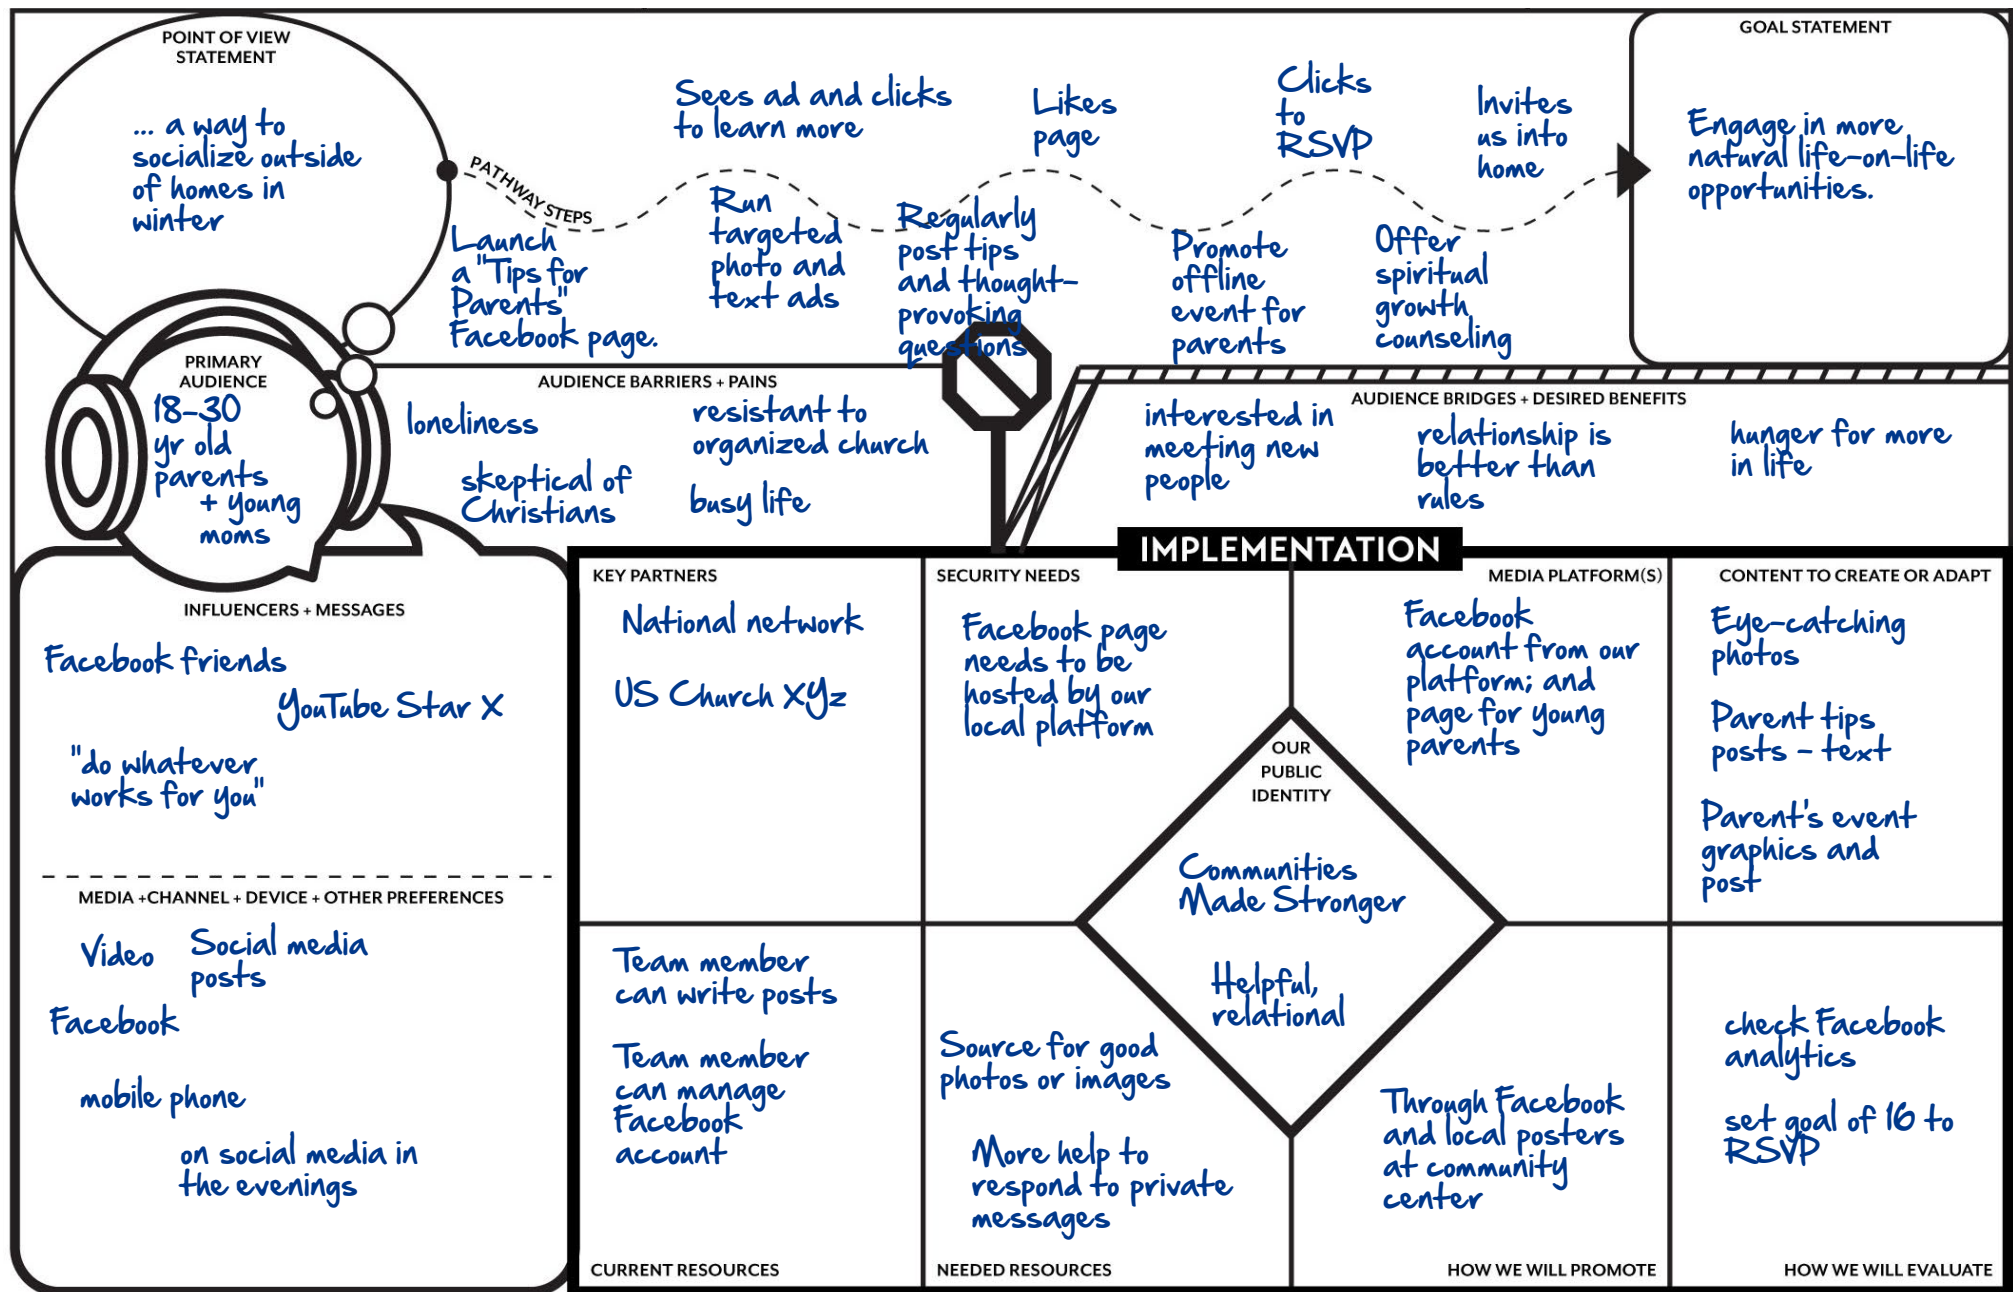 POINT OF VIEW
STATEMENT
... a way to
socialize outside
of homes in
winter
PATHWAY STEPS
Launch
a "Tips for
Parents"
Facebook page.
Sees ad and clicks
to learn more
Run
targeted
photo and
text ads
Regularly
post tips
and thought-
provoking
questions
Likes
page
Promote
offline
event for
parents
Clicks
to
RSVP
Offer
spiritual
growth
counseling
Invites
us into
home
GOAL STATEMENT
Engage in more
natural life-on-life
opportunities.
PRIMARY
AUDIENCE
18-30
yr old
parents
+ young
moms
AUDIENCE BARRIERS + PAINS
loneliness
resistant to
organized church
skeptical of
Christians
busy life
AUDIENCE BRIDGES + DESIRED BENEFITS
interested in
meeting new
people
relationship is
better than
rules
hunger for more
in life
INFLUENCERS + MESSAGES
Facebook friends
YouTube Star X
"do whatever
works for you"
MEDIA +CHANNEL + DEVICE + OTHER PREFERENCES
Video
Social media
posts
Facebook
mobile phone
on social media in
the evenings
IMPLEMENTATION
KEY PARTNERS
National network
US Church XYz
SECURITY NEEDS
Facebook page
needs to be
hosted by our
local platform
MEDIA PLATFORM(S)
Facebook
account from our
platform; and
page for young
parents
CONTENT TO CREATE OR ADAPT
Eye-catching
photos
Parent tips
posts - text
Parent's event
graphics and
post
OUR
PUBLIC
IDENTITY
Communities
Made Stronger
Helpful,
relational
Team member
can write posts
Team member
can manage
Facebook
account
CURRENT RESOURCES
Source for good
photos or images
More help to
respond to private
messages
NEEDED RESOURCES
Through Facebook
and local posters
at community
center
HOW WE WILL PROMOTE
check Facebook
analytics
set goal of 16 to
RSVP
HOW WE WILL EVALUATE